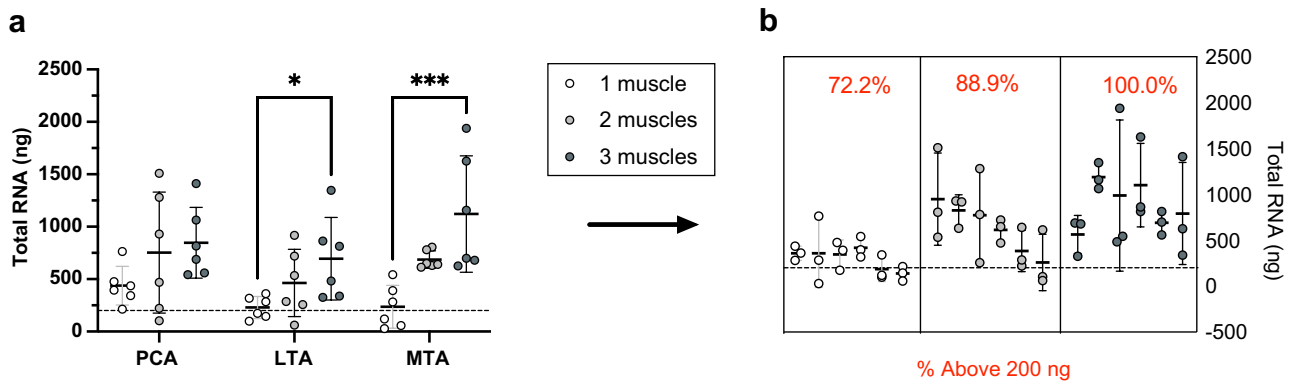 a
Total RNA (ng)
2500
2000
1500
1000
500
0
*
***
PCA
LTA
MTA
1 muscle
2 muscles
3 muscles
b
72.2%
88.9%
100.0%
2500
2000
1500
1000
500
0
-500
Total RNA (ng)
% Above 200 ng